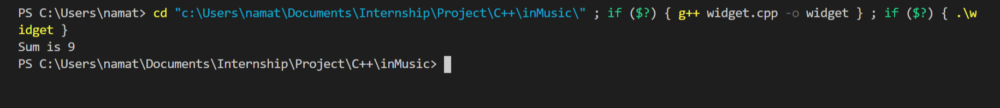 PS C:\Users\namat> cd "c:\Users\namat\Documents\Internship\Project\C++\inMusic\" ; if ($?) { g++ widget.cpp -o widget } ; if ($?) { .\w
idget }
Sum is 9
PS C:\Users\namat\Documents\Internship\Project\C++\inMusic>